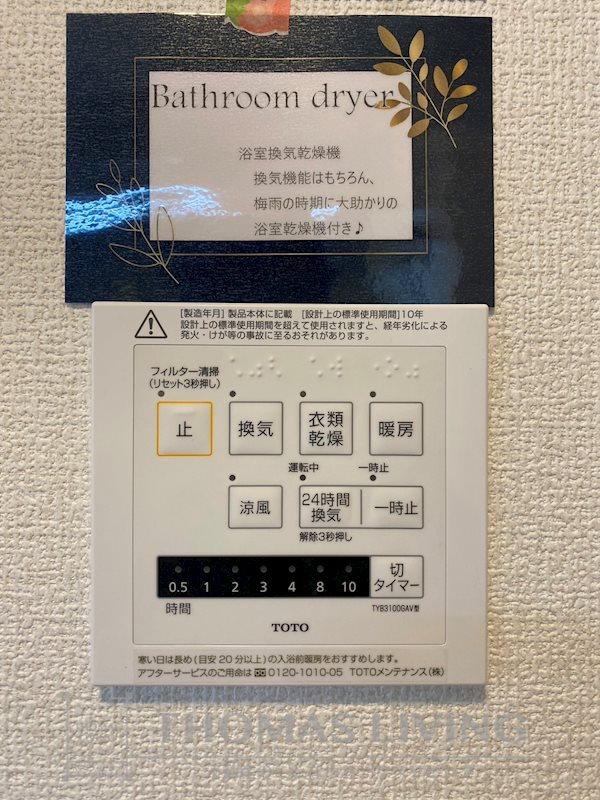 Bathroom dryer
浴室換気乾燥機
換気機能はもちろん、
梅雨の時期に大助かりの
浴室乾燥機付き♪
[製造年月] 製品本体に記載 [設計上の標準使用期間]10年
設計上の標準使用期間を超えて使用されますと、経年劣化による
発火・けが等の事故に至るおそれがあります。
フィルター清掃
(リセット3秒押し)
止 換気 衣類乾燥 暖房
運転中 一時止
涼風 24時間換気 一時止
解除3秒押し
0.5 1 2 3 4 8 10 切タイマー
時間
TYB3100GAV型
TOTO
寒い日は長め(目安20分以上)の入浴前暖房をおすすめします。
アフターサービスのご用命は 0120-1010-05 TOTOメンテナンス(株)
THOMAS LIVING